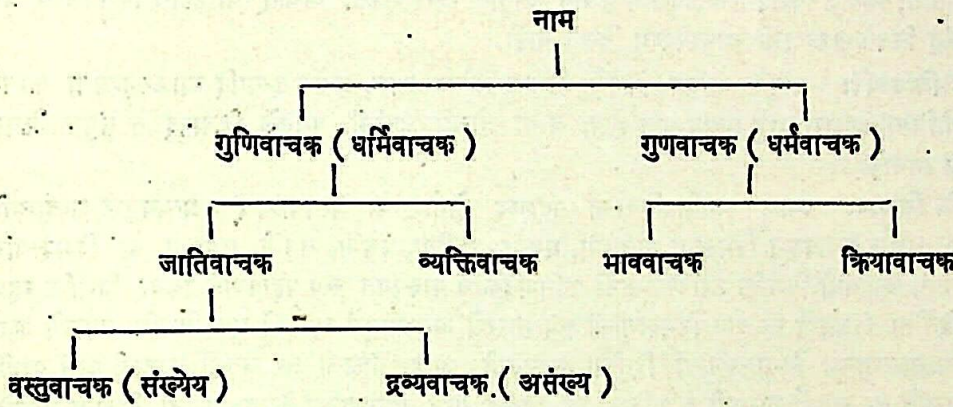 नाम
गुणिवाचक ( धर्मिवाचक ) गुणवाचक ( धर्मवाचक )
जातिवाचक व्यक्तिवाचक भाववाचक क्रियावाचक
वस्तुवाचक ( संख्येय ) द्रव्यवाचक ( असंख्य )